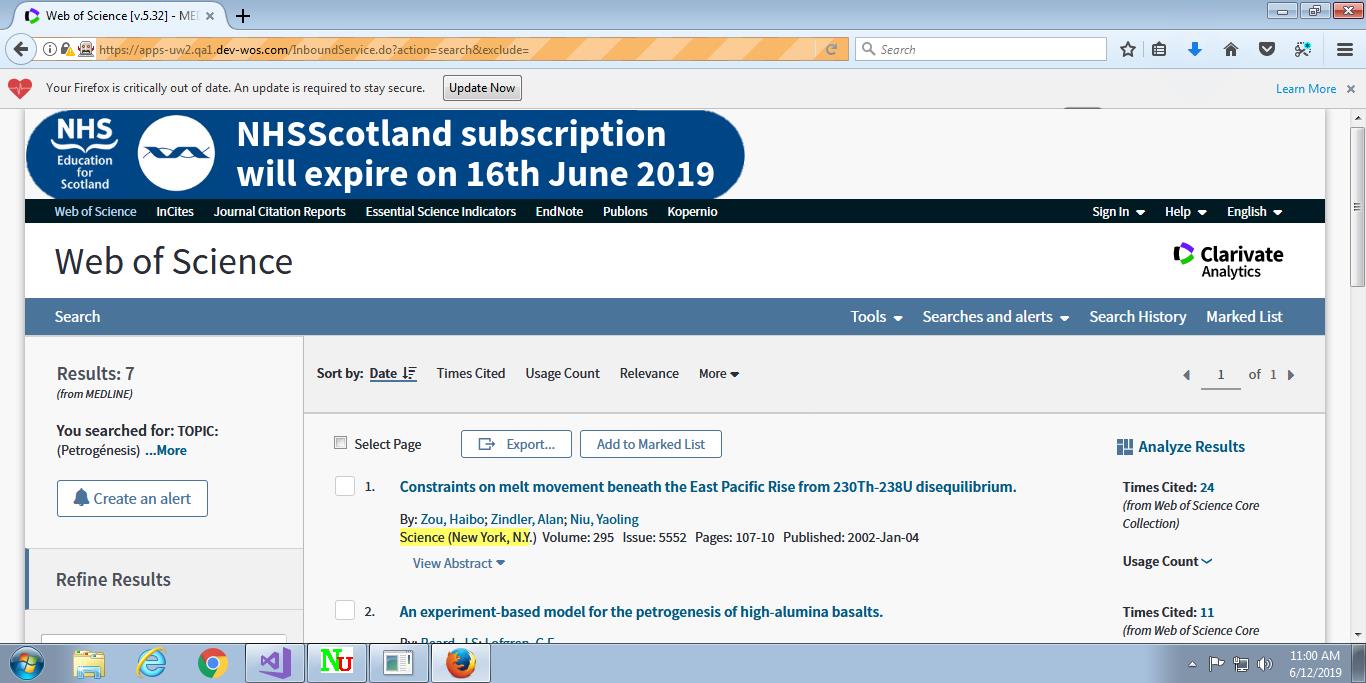 Web of Science [v.5.32] - ME
https://apps-uw2.qa1.dev-wos.com/InboundService.do?action=search&exclude=
Search
Your Firefox is critically out of date. An update is required to stay secure.
Update Now
Learn More
NHS
Education
for
Scotland
NHSScotland subscription
will expire on 16th June 2019
Web of Science InCites Journal Citation Reports Essential Science Indicators EndNote Publons Kopernio Sign In Help English
Web of Science
Clarivate
Analytics
Search Tools Searches and alerts Search History Marked List
Results: 7
(from MEDLINE)
You searched for: TOPIC:
(Petrogénesis) ...More
Create an alert
Refine Results
Sort by: Date Times Cited Usage Count Relevance More
1 of 1
Select Page Export... Add to Marked List
Analyze Results
1. Constraints on melt movement beneath the East Pacific Rise from 230Th-238U disequilibrium.
By: Zou, Haibo; Zindler, Alan; Niu, Yaoling
Science (New York, N.Y.) Volume: 295 Issue: 5552 Pages: 107-10 Published: 2002-Jan-04
View Abstract
Times Cited: 24
(from Web of Science Core
Collection)
Usage Count
2. An experiment-based model for the petrogenesis of high-alumina basalts.
By: Beard, J S; Lofgren, G E
Times Cited: 11
(from Web of Science Core
Nu
11:00 AM
6/12/2019